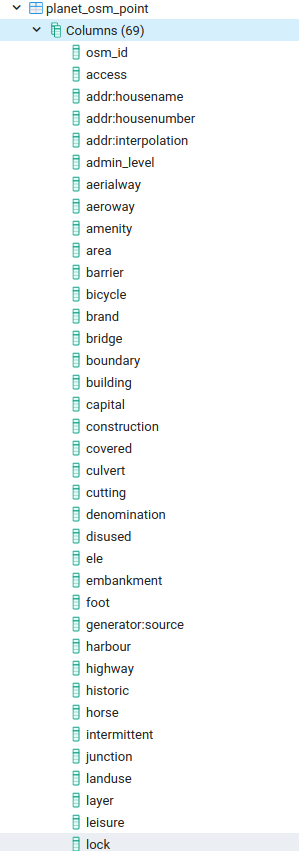 planet_osm_point
Columns (69)
osm_id
access
addr:housename
addr:housenumber
addr:interpolation
admin_level
aerialway
aeroway
amenity
area
barrier
bicycle
brand
bridge
boundary
building
capital
construction
covered
culvert
cutting
denomination
disused
ele
embankment
foot
generator:source
harbour
highway
historic
horse
intermittent
junction
landuse
layer
leisure
lock